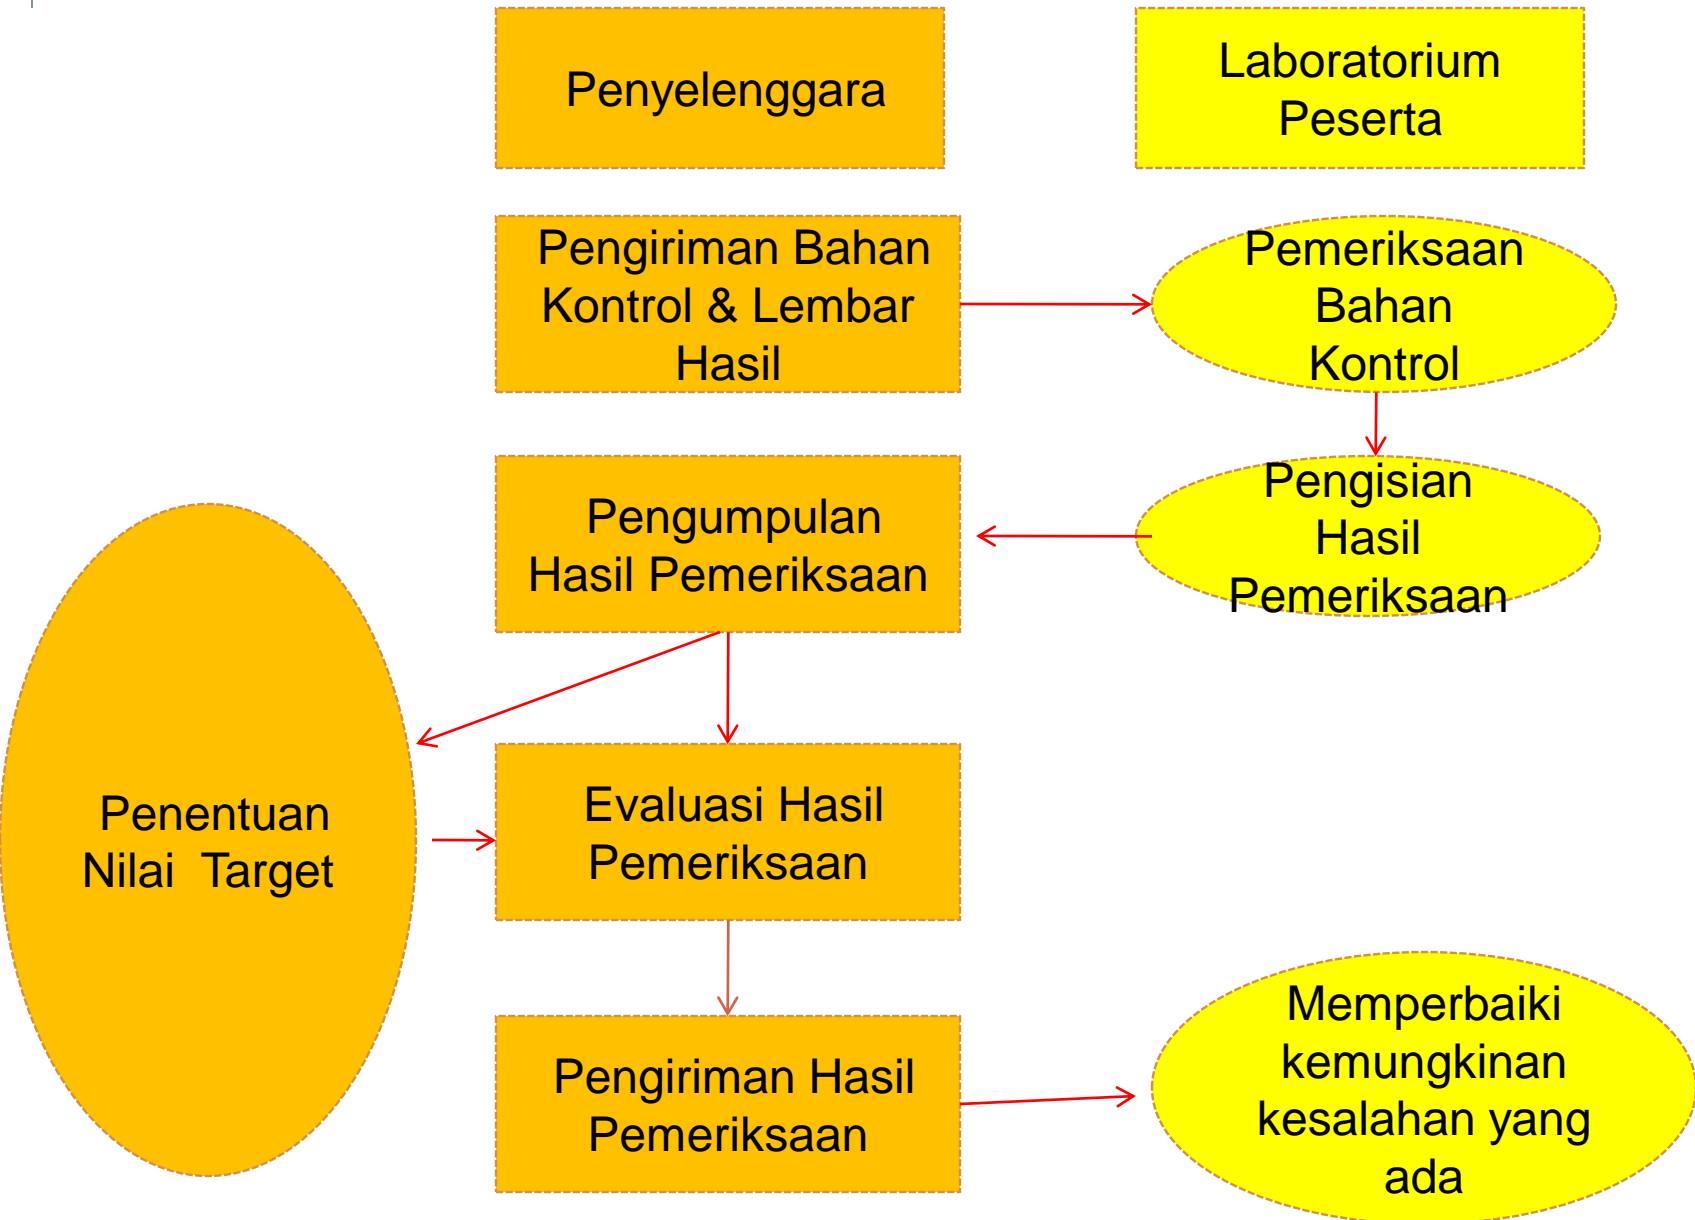 Penyelenggara
Laboratorium
Peserta
Pengiriman Bahan
Kontrol & Lembar
Hasil
Pemeriksaan
Bahan
Kontrol
Pengumpulan
Hasil Pemeriksaan
Pengisian
Hasil
Pemeriksaan
Penentuan
Nilai Target
Evaluasi Hasil
Pemeriksaan
Pengiriman Hasil
Pemeriksaan
Memperbaiki
kemungkinan
kesalahan yang
ada